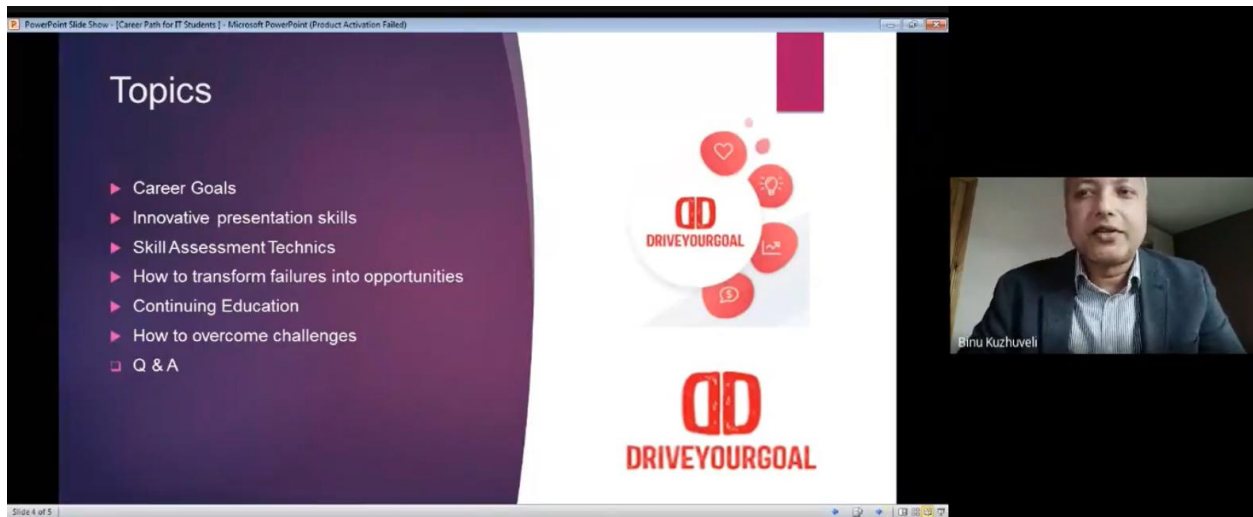 PowerPoint Slide Show - [Career Path for IT Students ] - Microsoft PowerPoint (Product Activation Failed)
Topics
Career Goals
Innovative presentation skills
Skill Assessment Technics
How to transform failures into opportunities
Continuing Education
How to overcome challenges
Q & A
DRIVEYOURGOAL
DRIVEYOURGOAL
Binu Kuzhuveli
Slide 4 of 5